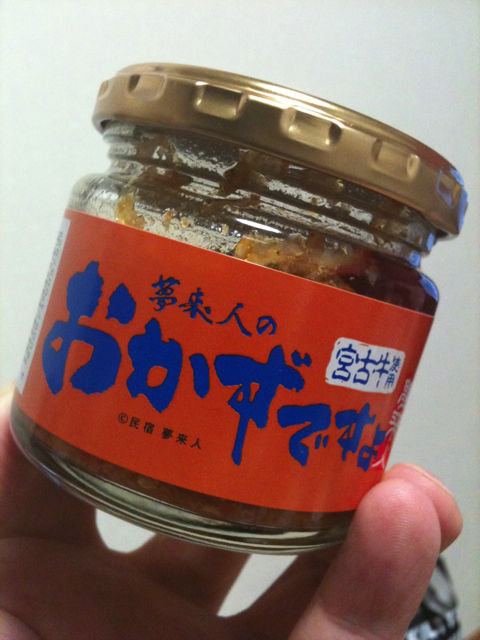 夢来人の
おかずです
宮古牛
使用
©民宿 夢来人